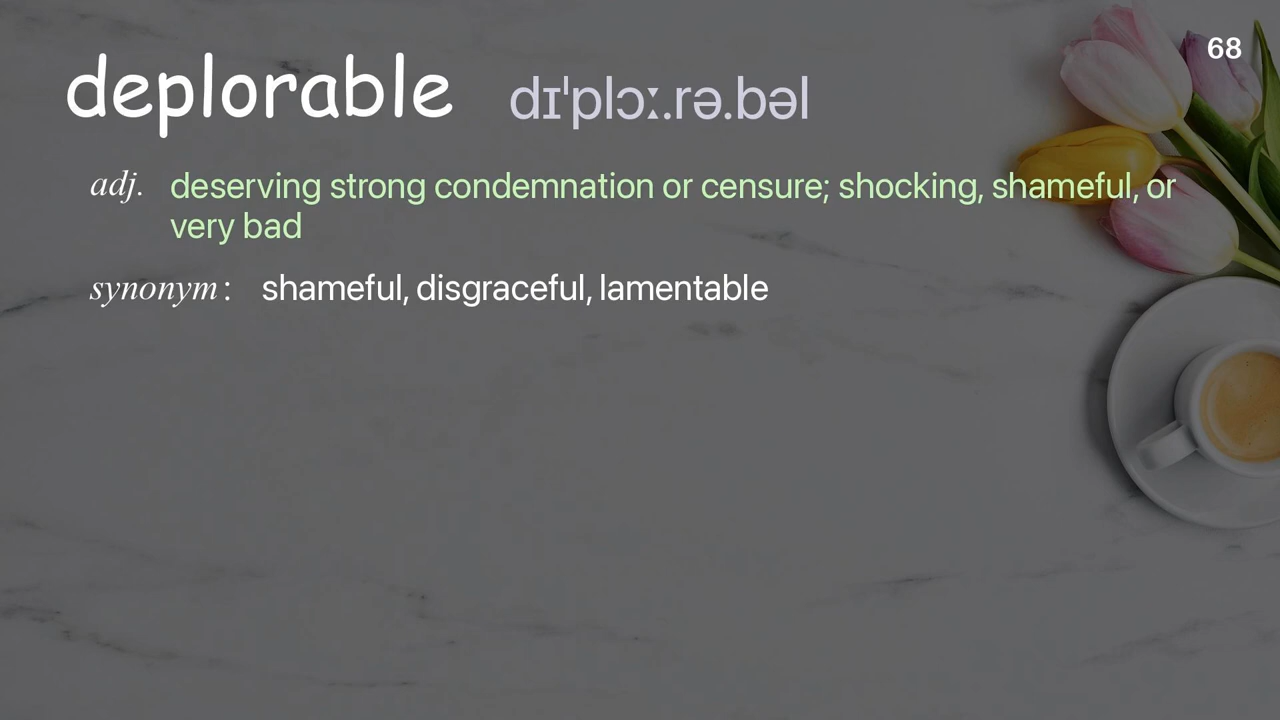 68
deplorable dɪˈplɔː.rə.bəl
adj. deserving strong condemnation or censure; shocking, shameful, or
very bad
synonym: shameful, disgraceful, lamentable